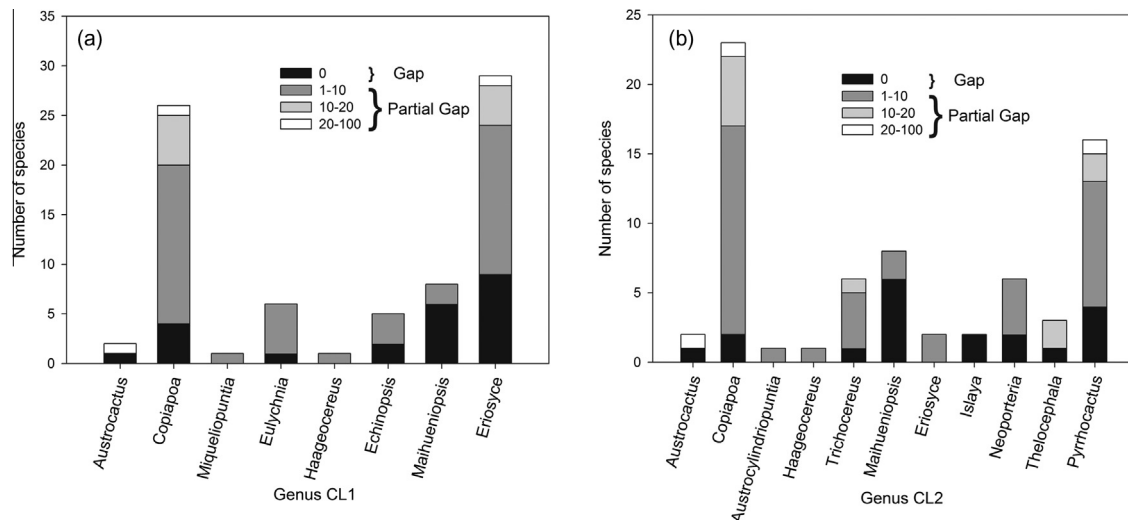 (a)
35
30
25
20
15
10
5
0
Number of species
0 } Gap
1-10
10-20
20-100
} Partial Gap
Austrocactus
Copiapoa
Miqueliopuntia
Eulychnia
Haageocereus
Echinopsis
Maihueniopsis
Eriosyce
Genus CL1
(b)
25
20
15
10
5
0
Number of species
0 } Gap
1-10
10-20
20-100
} Partial Gap
Austrocactus
Copiapoa
Austrocylindriopuntia
Haageocereus
Trichocereus
Maihueniopsis
Eriosyce
Islaya
Neoporteria
Thelocephala
Pyrrhocactus
Genus CL2